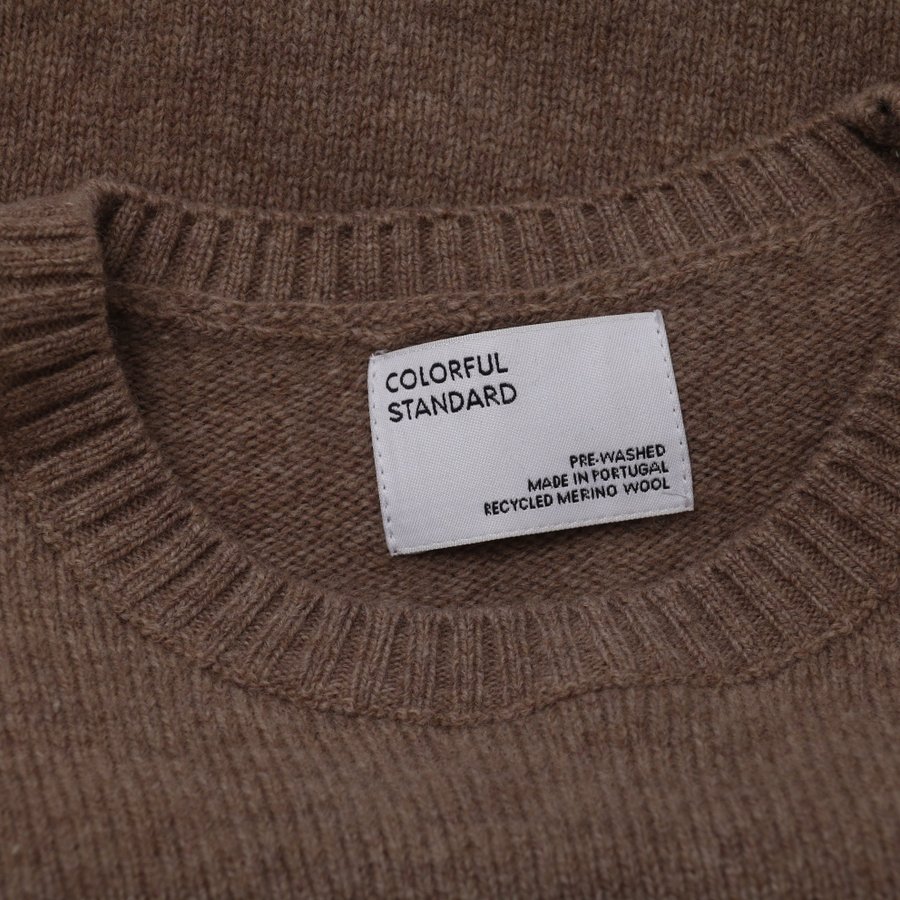 COLORFUL
STANDARD
PRE-WASHED
MADE IN PORTUGAL
RECYCLED MERINO WOOL